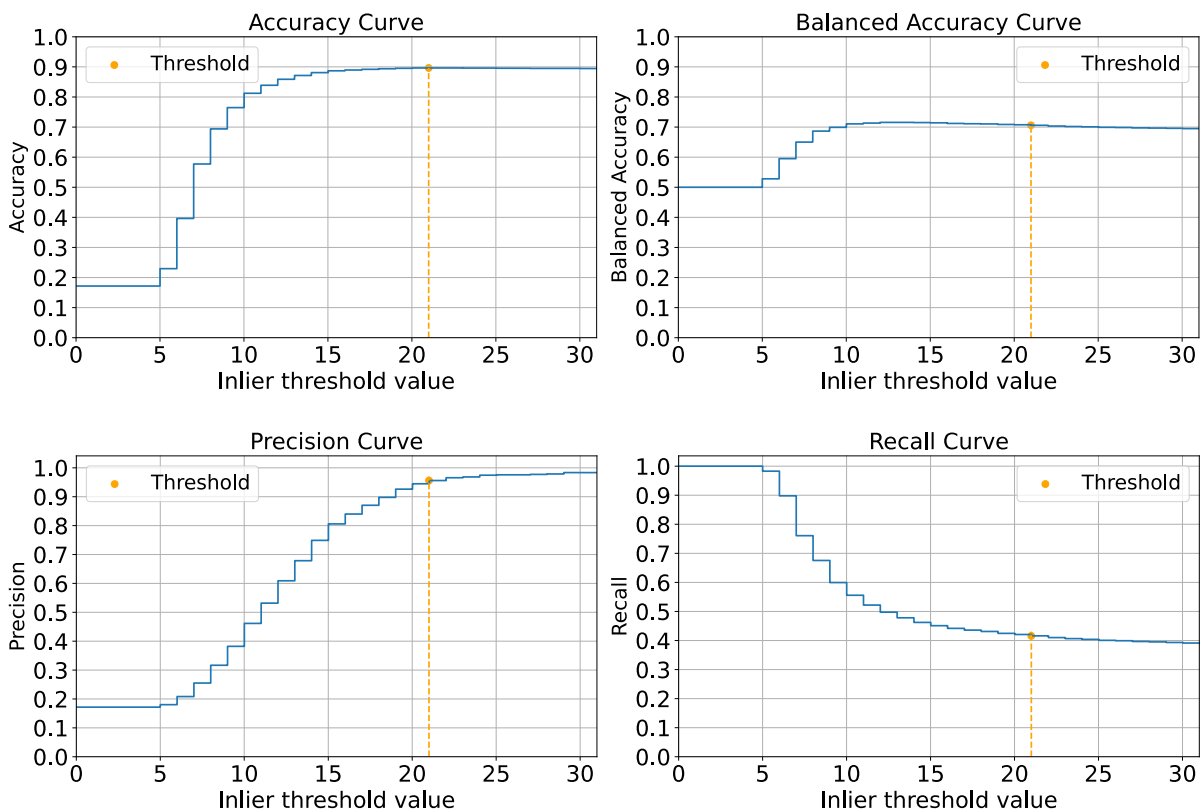 Accuracy Curve
1.0
0.9
0.8
0.7
0.6
0.5
0.4
0.3
0.2
0.1
0.0
Accuracy
Threshold
0 5 10 15 20 25 30
Inlier threshold value
Balanced Accuracy Curve
1.0
0.9
0.8
0.7
0.6
0.5
0.4
0.3
0.2
0.1
0.0
Balanced Accuracy
Threshold
0 5 10 15 20 25 30
Inlier threshold value
Precision Curve
1.0
0.9
0.8
0.7
0.6
0.5
0.4
0.3
0.2
0.1
0.0
Precision
Threshold
0 5 10 15 20 25 30
Inlier threshold value
Recall Curve
1.0
0.9
0.8
0.7
0.6
0.5
0.4
0.3
0.2
0.1
0.0
Recall
Threshold
0 5 10 15 20 25 30
Inlier threshold value